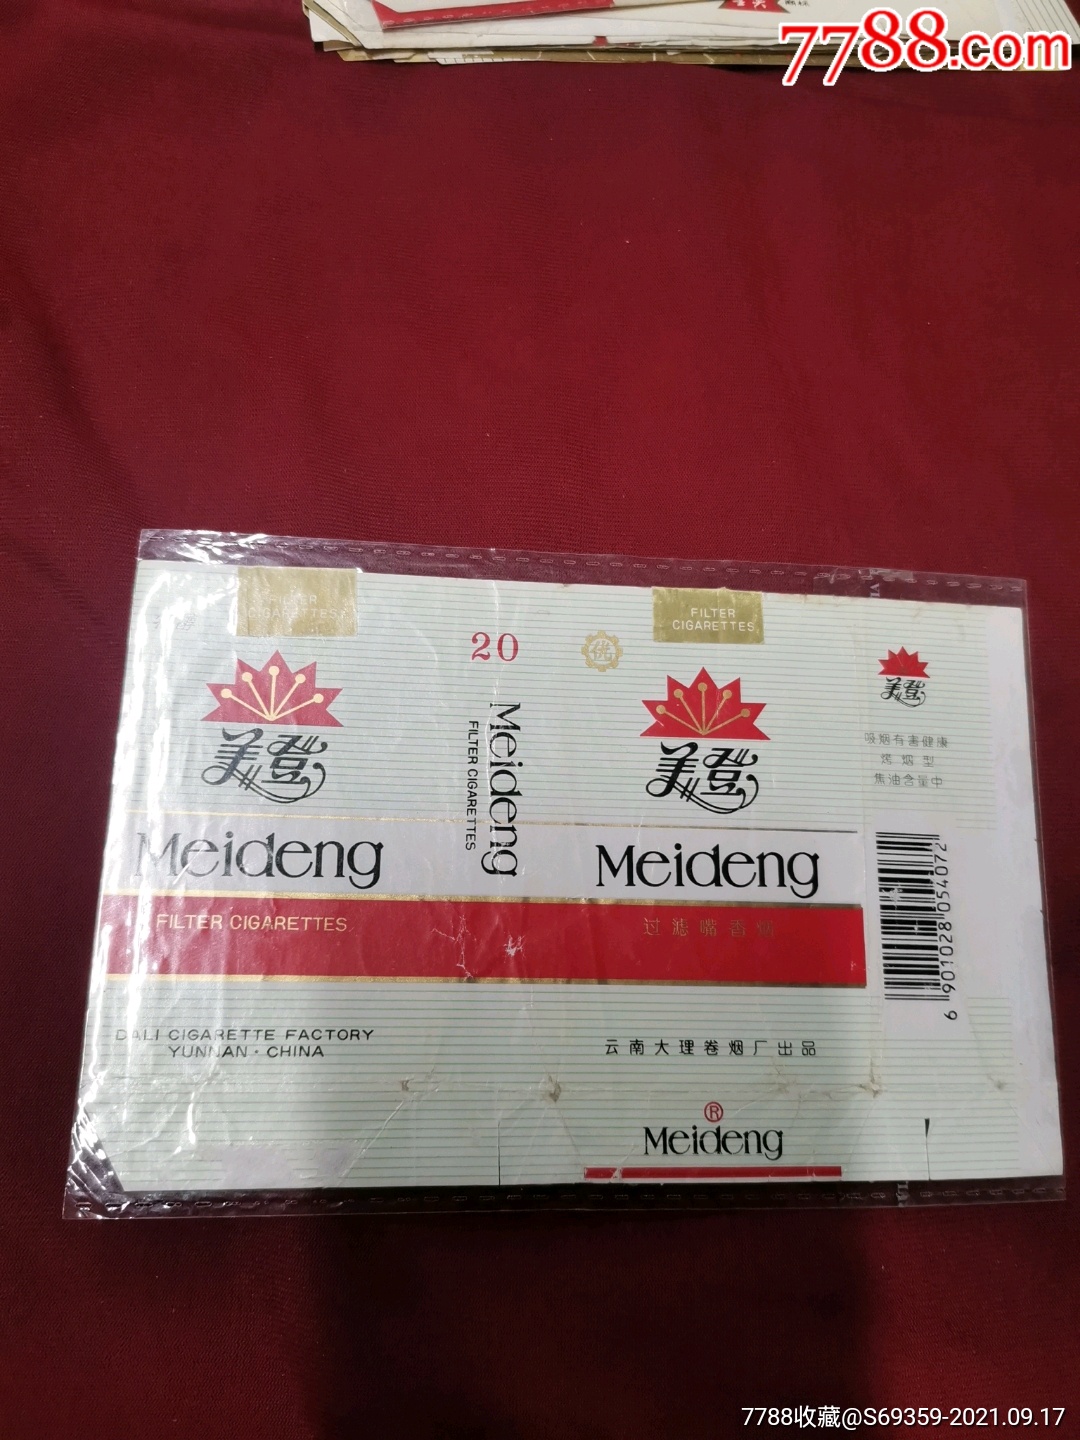 7788.com
FILTER
CIGARETTES
美登
Meideng
FILTER CIGARETTES
DALI CIGARETTE FACTORY
YUNNAN · CHINA
20
Meideng
FILTER CIGARETTES
FILTER
CIGARETTES
美登
Meideng
过滤嘴香烟
云南大理卷烟厂出品
®
Meideng
美登
吸烟有害健康
烤烟型
焦油含量中
6 901028 054072
7788收藏@S69359-2021.09.17